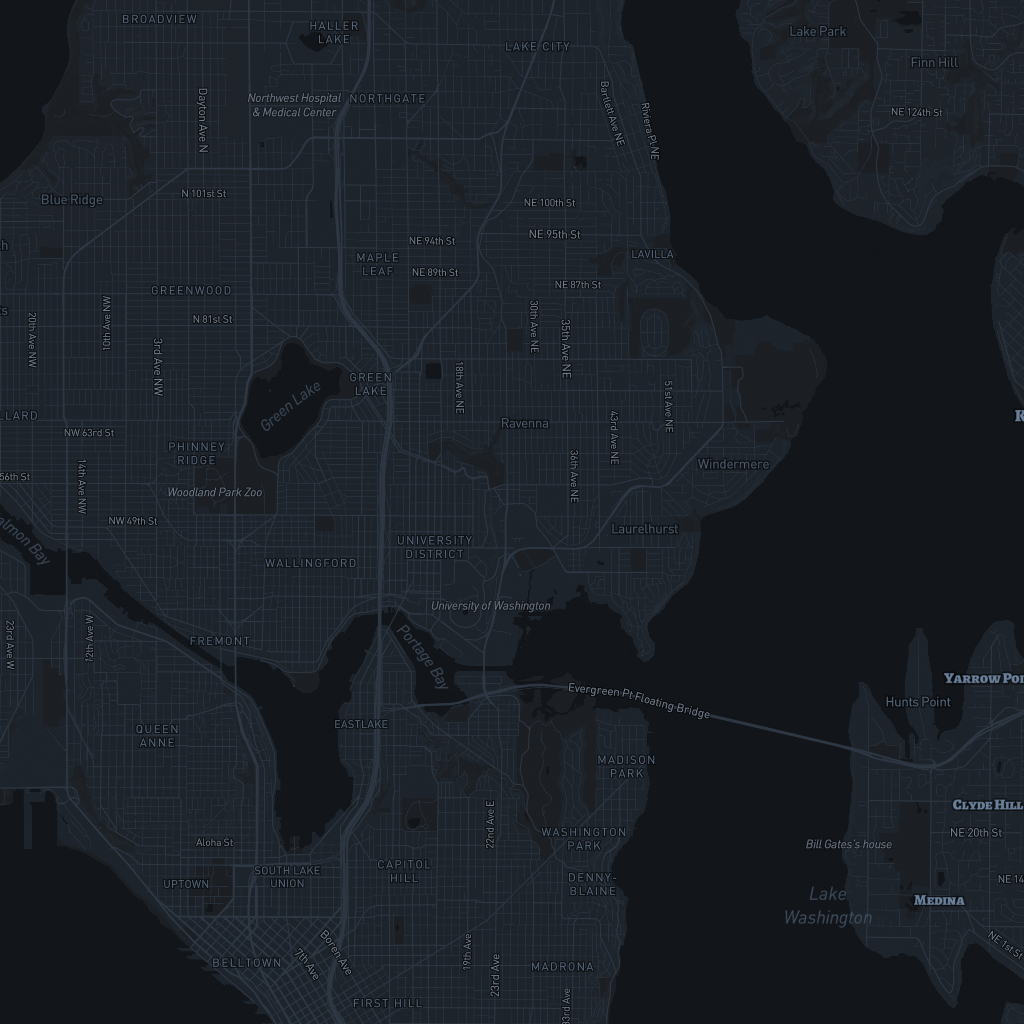 BROADVIEW
HALLER
LAKE
LAKE CITY
Lake Park
Finn Hill
Northwest Hospital
& Medical Center
NORTHGATE
Dayton Ave N
Bartlett Ave NE
Riviera Pl NE
NE 124th St
Blue Ridge
N 101st St
NE 100th St
NE 95th St
NE 94th St
LAVILLA
MAPLE
LEAF
NE 89th St
NE 87th St
GREENWOOD
N 81st St
20th Ave NW
10th Ave NW
3rd Ave NW
30th Ave NE
35th Ave NE
GREEN
LAKE
Green Lake
18th Ave NE
51st Ave NE
LLARD
NW 63rd St
Ravenna
43rd Ave NE
PHINNEY
RIDGE
Windermere
56th St
14th Ave NW
36th Ave NE
Woodland Park Zoo
NW 49th St
almon Bay
Laurelhurst
UNIVERSITY
DISTRICT
WALLINGFORD
University of Washington
23rd Ave W
12th Ave W
FREMONT
Portage Bay
Evergreen Pt Floating Bridge
YARROW POI
Hunts Point
QUEEN
ANNE
EASTLAKE
MADISON
PARK
CLYDE HILL
22nd Ave E
WASHINGTON
PARK
NE 20th St
Aloha St
Bill Gates's house
CAPITOL
HILL
SOUTH LAKE
UNION
UPTOWN
DENNY-
BLAINE
NE 14
Lake
Washington
MEDINA
NE 1st St
BELLTOWN
7th Ave
Boren Ave
19th Ave
23rd Ave
MADRONA
FIRST HILL
33rd Ave